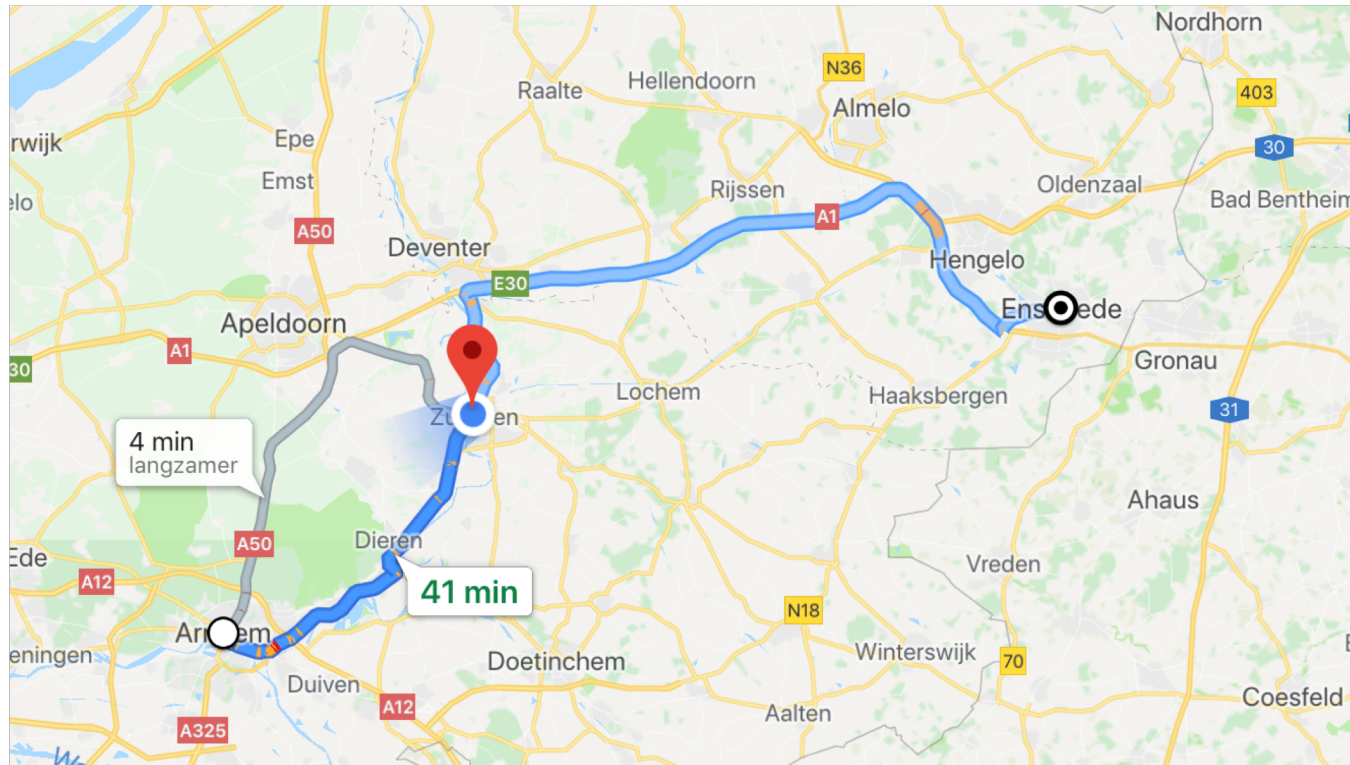 Nordhorn
N36
Hellendoorn
Raalte
403
Almelo
rwijk
Epe
30
Emst
Rijssen
Oldenzaal
elo
Bad Bentheim
A50
A1
Deventer
Hengelo
E30
Apeldoorn
A1
Gronau
30
Lochem
Haaksbergen
31
4 min
langzamer
Ahaus
A50
Dieren
Ede
Vreden
A12
41 min
N18
eningen
Doetinchem
Winterswijk
70
Duiven
A12
Coesfeld
Aalten
A325